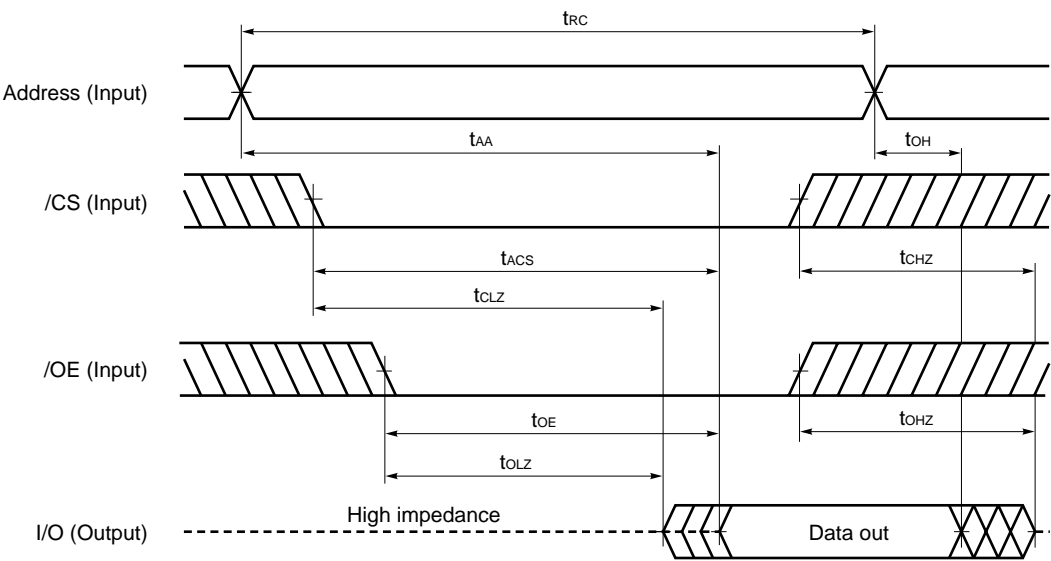 tRC
Address (Input)
tAA
tOH
/CS (Input)
tACS
tCHZ
tCLZ
/OE (Input)
tOE
tOHZ
tOLZ
High impedance
I/O (Output)
Data out